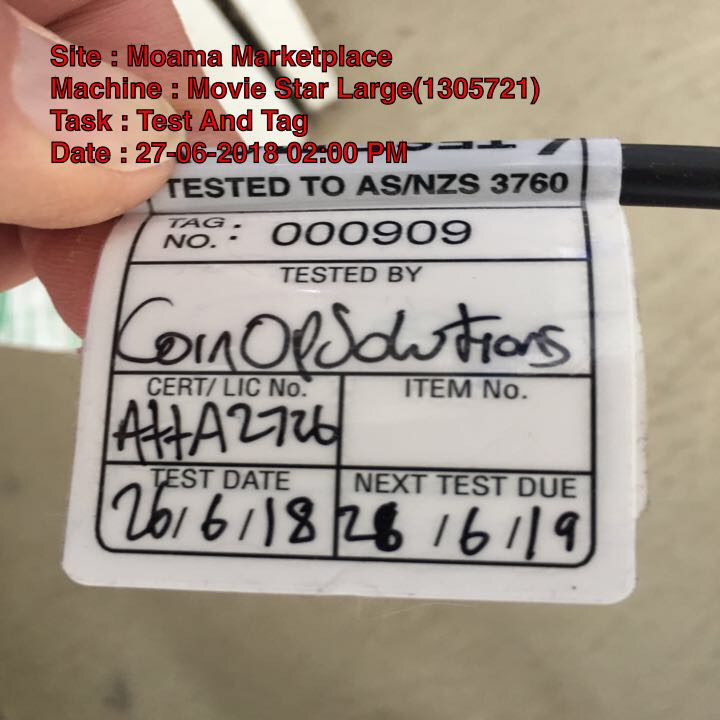 Site : Moama Marketplace
Machine : Movie Star Large(1305721)
Task : Test And Tag
Date : 27-06-2018 02:00 PM
TESTED TO AS/NZS 3760
TAG NO. : 000909
TESTED BY
CoinOpSolutions
CERT/ LIC No.
ITEM No.
AHA2726
TEST DATE
NEXT TEST DUE
26/6/18
26/6/19